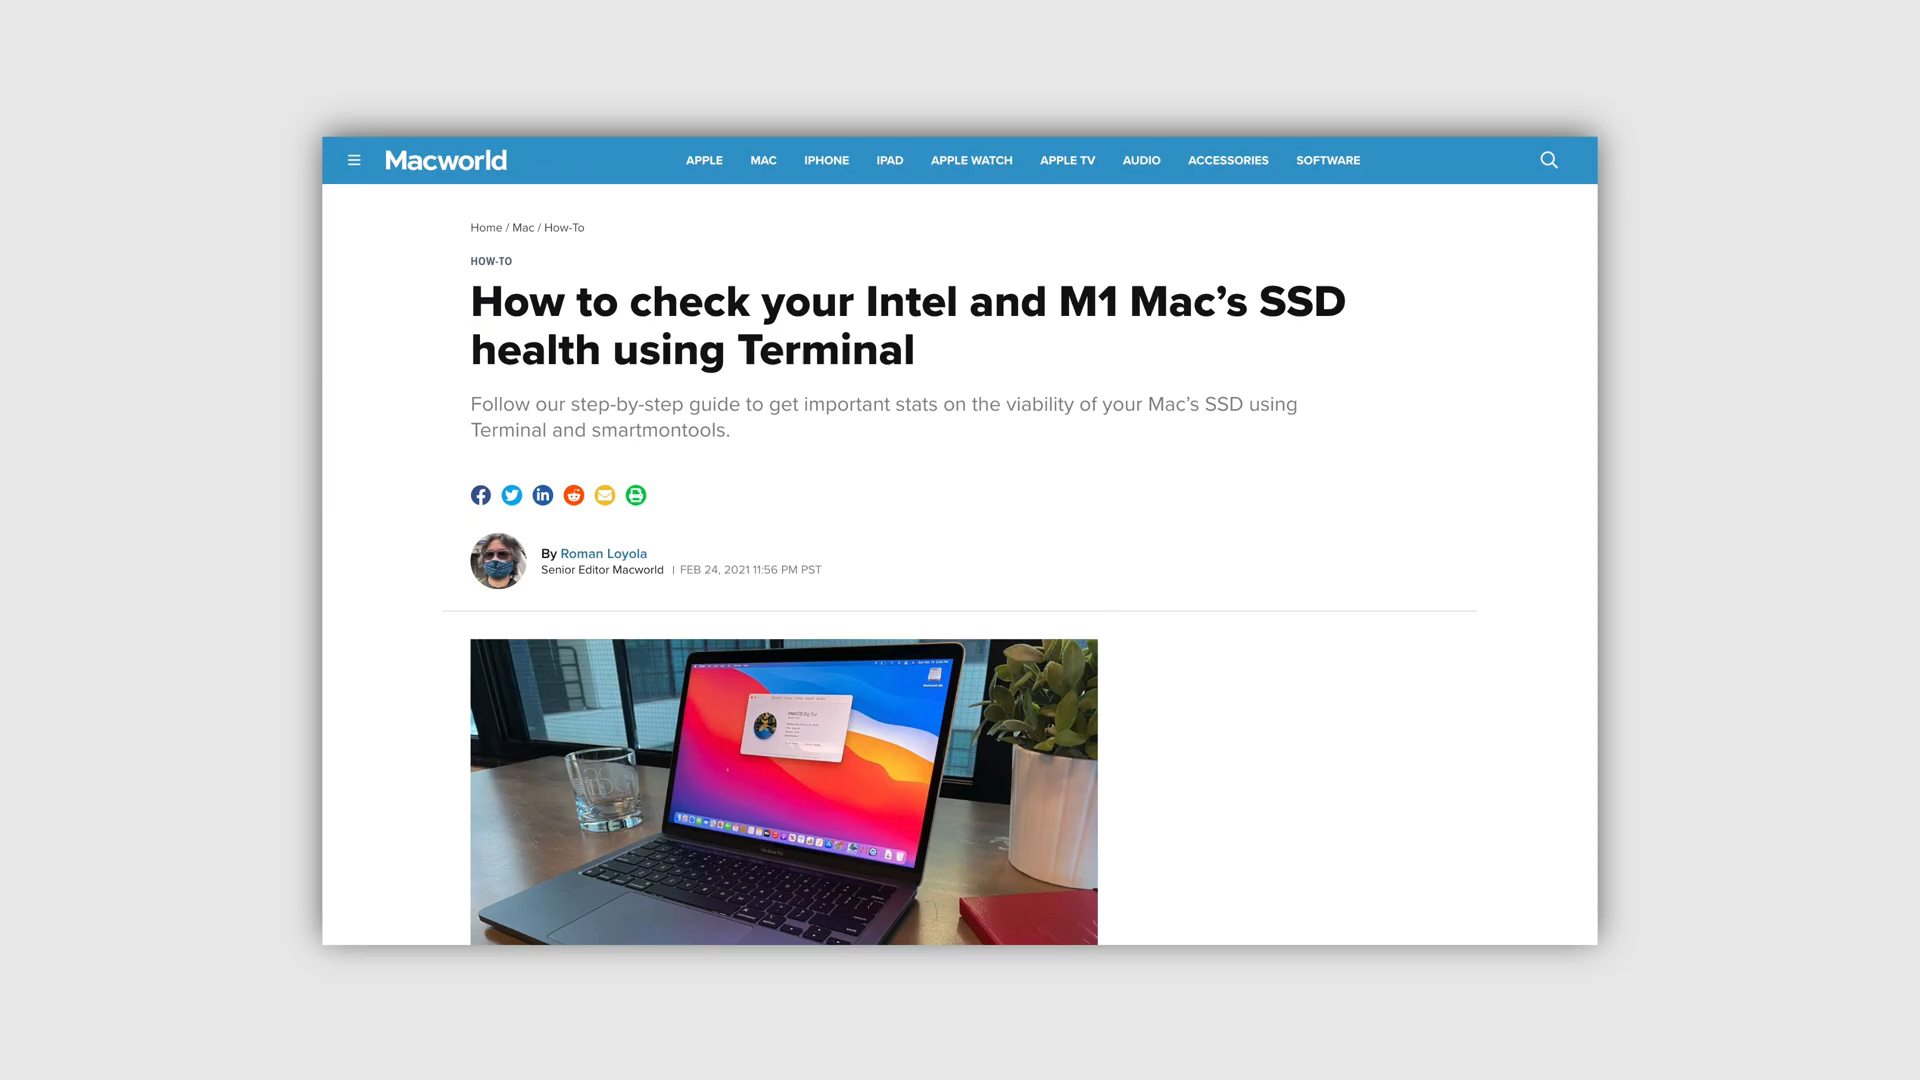 Macworld
APPLE MAC IPHONE IPAD APPLE WATCH APPLE TV AUDIO ACCESSORIES SOFTWARE
Home / Mac / How-To
HOW-TO
How to check your Intel and M1 Mac’s SSD
health using Terminal
Follow our step-by-step guide to get important stats on the viability of your Mac’s SSD using
Terminal and smartmontools.
By Roman Loyola
Senior Editor Macworld | FEB 24, 2021 11:56 PM PST
macOS Big Sur